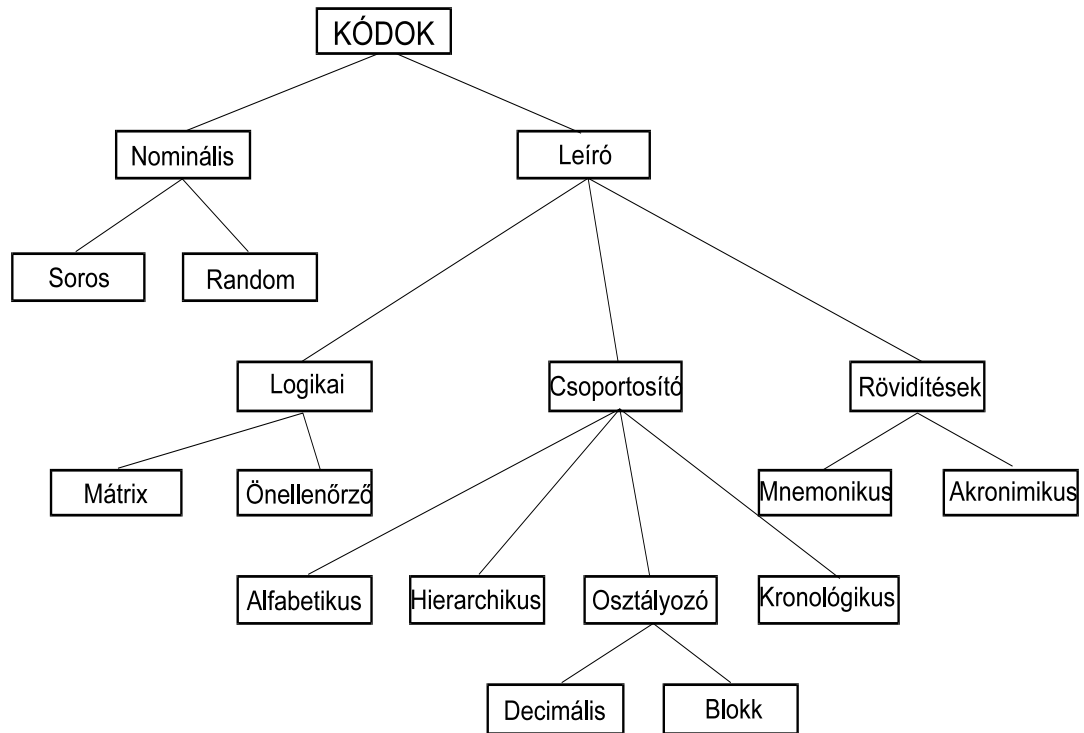 KÓDOK
Nominális
Leíró
Soros
Random
Logikai
Csoportosító
Rövidítések
Mátrix
Önellenőrző
Mnemonikus
Akronimikus
Alfabetikus
Hierarchikus
Osztályozó
Kronológikus
Decimális
Blokk